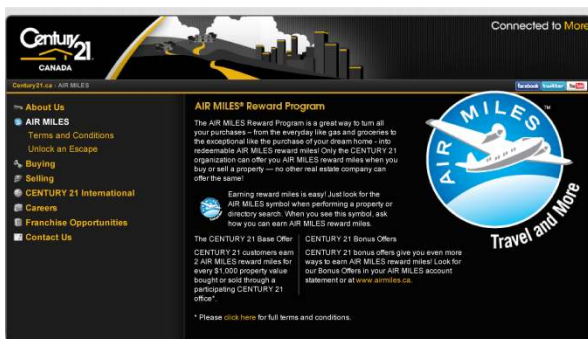 Century 21
CANADA
Connected to More
Century21.ca › AIR MILES
facebook twitter YouTube
About Us
AIR MILES
Terms and Conditions
Unlock an Escape
Buying
Selling
CENTURY 21 International
Careers
Franchise Opportunities
Contact Us
AIR MILES® Reward Program
The AIR MILES Reward Program is a great way to turn all
your purchases – from the everyday like gas and groceries to
the exceptional like the purchase of your dream home - into
redeemable AIR MILES reward miles! Only the CENTURY 21
organization can offer you AIR MILES reward miles when you
buy or sell a property — no other real estate company can
offer the same!
Earning reward miles is easy! Just look for the
AIR MILES symbol when performing a property or
directory search. When you see this symbol, ask
how you can earn AIR MILES reward miles.
The CENTURY 21 Base Offer
CENTURY 21 customers earn
2 AIR MILES reward miles for
every $1,000 property value
bought or sold through a
participating CENTURY 21
office*.
CENTURY 21 Bonus Offers
CENTURY 21 bonus offers give you even more
ways to earn AIR MILES reward miles! Look for
our Bonus Offers in your AIR MILES account
statement or at www.airmiles.ca.
* Please click here for full terms and conditions.
AIR MILES™
Travel and More